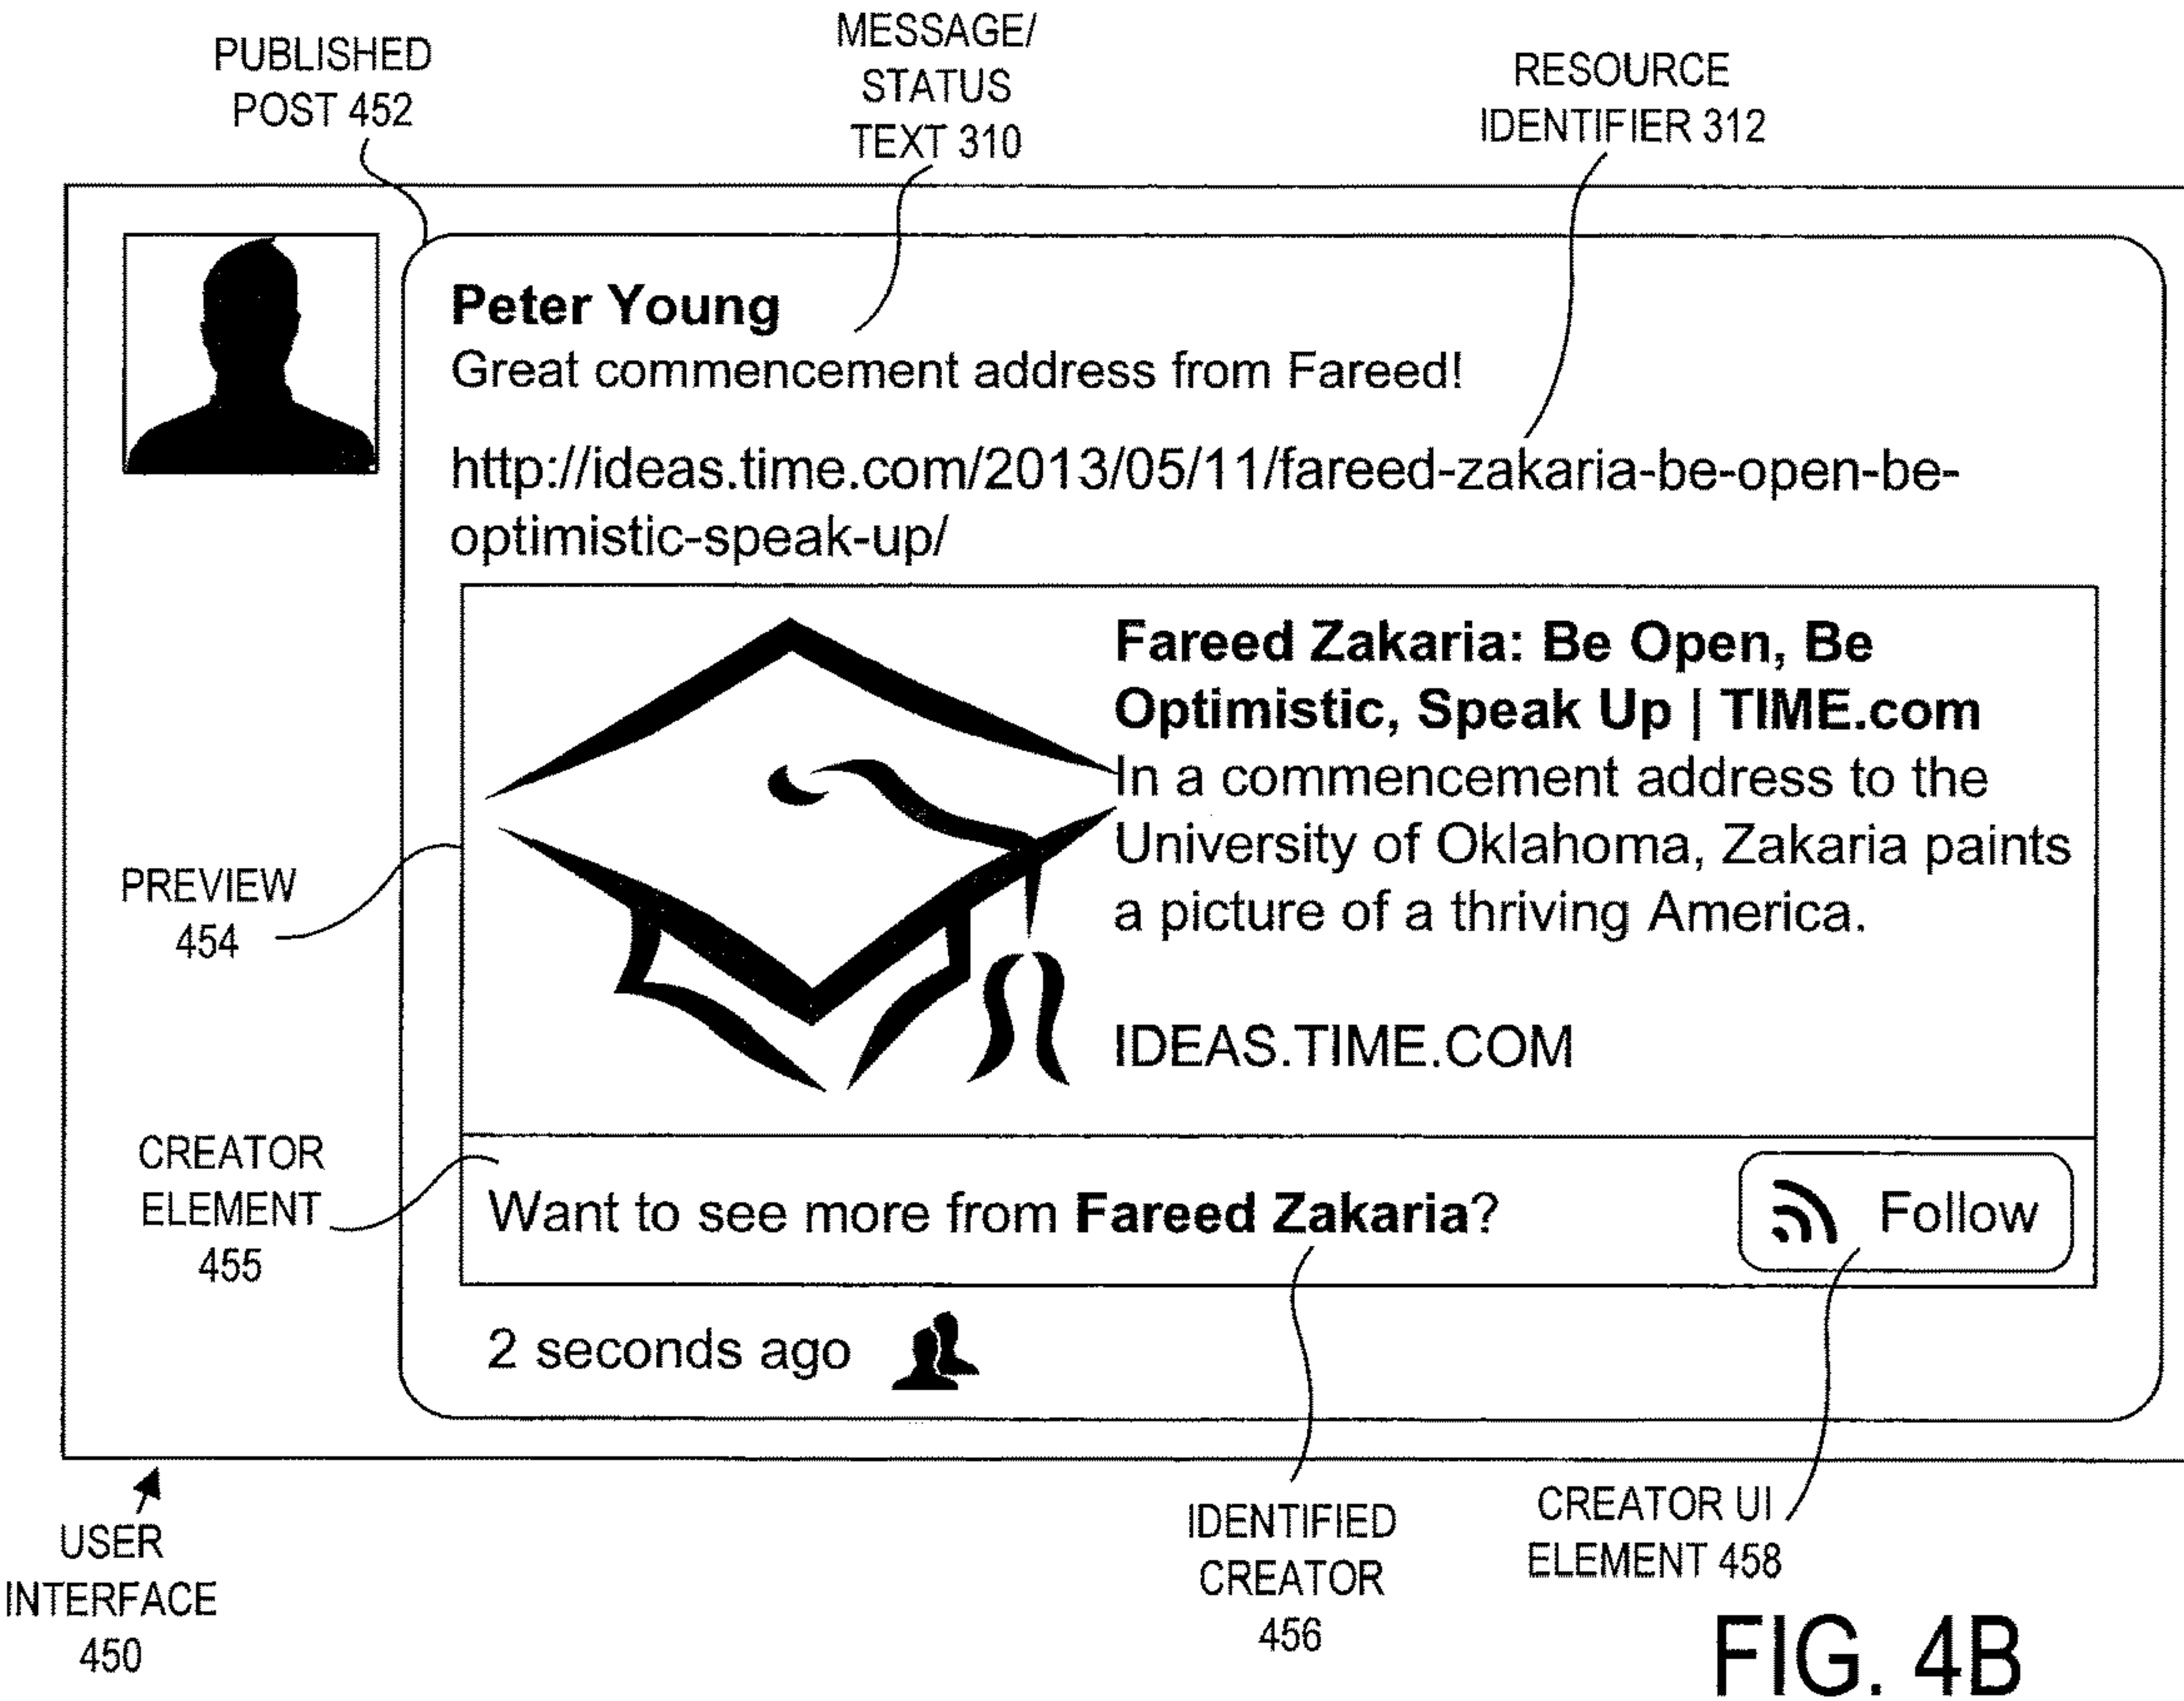 PUBLISHED
POST 452
MESSAGE/
STATUS
TEXT 310
RESOURCE
IDENTIFIER 312
Peter Young
Great commencement address from Fareed!
http://ideas.time.com/2013/05/11/fareed-zakaria-be-open-be-
optimistic-speak-up/
Fareed Zakaria: Be Open, Be
Optimistic, Speak Up | TIME.com
In a commencement address to the
University of Oklahoma, Zakaria paints
a picture of a thriving America.
IDEAS.TIME.COM
PREVIEW
454
CREATOR
ELEMENT
455
Want to see more from Fareed Zakaria?
Follow
2 seconds ago
USER
INTERFACE
450
IDENTIFIED
CREATOR
456
CREATOR UI
ELEMENT 458
FIG. 4B